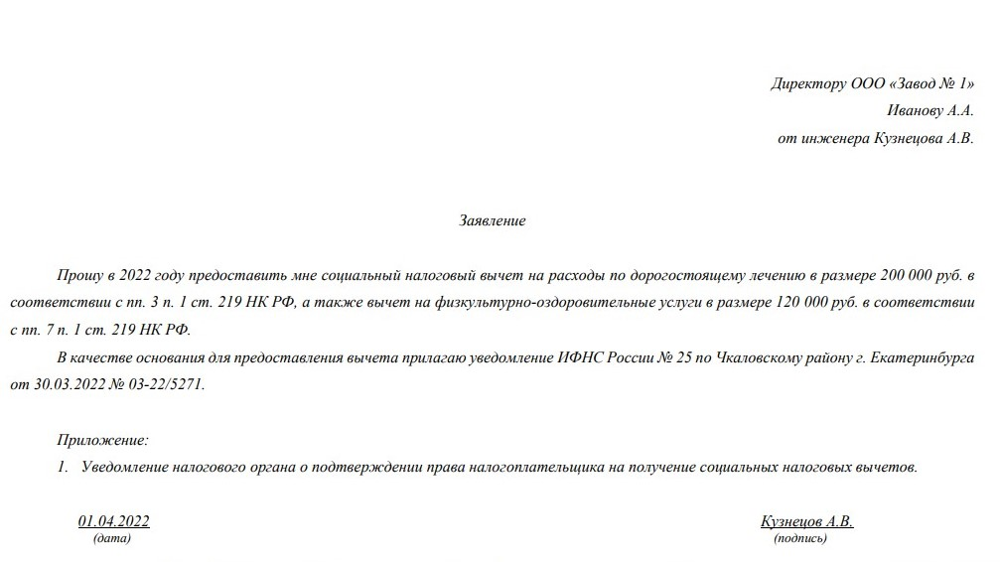 Директору ООО «Завод № 1»
Иванову А.А.
от инженера Кузнецова А.В.
Заявление
Прошу в 2022 году предоставить мне социальный налоговый вычет на расходы по дорогостоящему лечению в размере 200 000 руб. в
соответствии с пп. 3 п. 1 ст. 219 НК РФ, а также вычет на физкультурно-оздоровительные услуги в размере 120 000 руб. в соответствии
с пп. 7 п. 1 ст. 219 НК РФ.
В качестве основания для предоставления вычета прилагаю уведомление ИФНС России № 25 по Чкаловскому району г. Екатеринбурга
от 30.03.2022 № 03-22/5271.
Приложение:
1. Уведомление налогового органа о подтверждении права налогоплательщика на получение социальных налоговых вычетов.
01.04.2022 Кузнецов А.В.
(дата) (подпись)